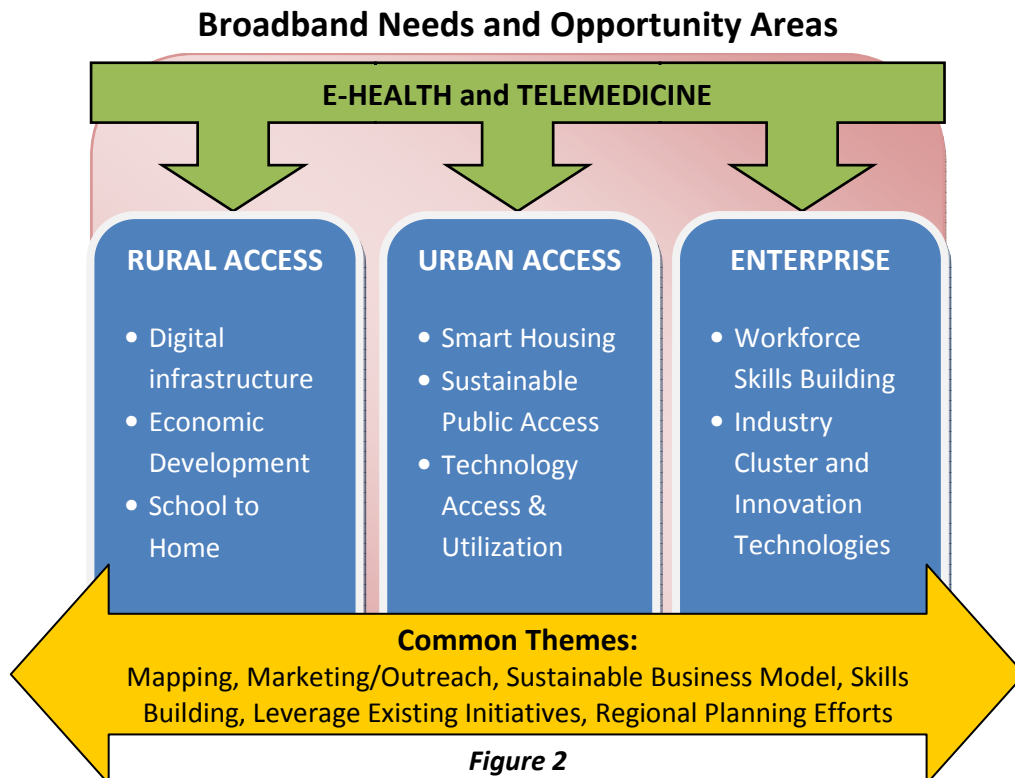 Broadband Needs and Opportunity Areas
E-HEALTH and TELEMEDICINE
RURAL ACCESS
• Digital
infrastructure
• Economic
Development
• School to
Home
URBAN ACCESS
• Smart Housing
• Sustainable
Public Access
• Technology
Access &
Utilization
ENTERPRISE
• Workforce
Skills Building
• Industry
Cluster and
Innovation
Technologies
Common Themes:
Mapping, Marketing/Outreach, Sustainable Business Model, Skills
Building, Leverage Existing Initiatives, Regional Planning Efforts
Figure 2